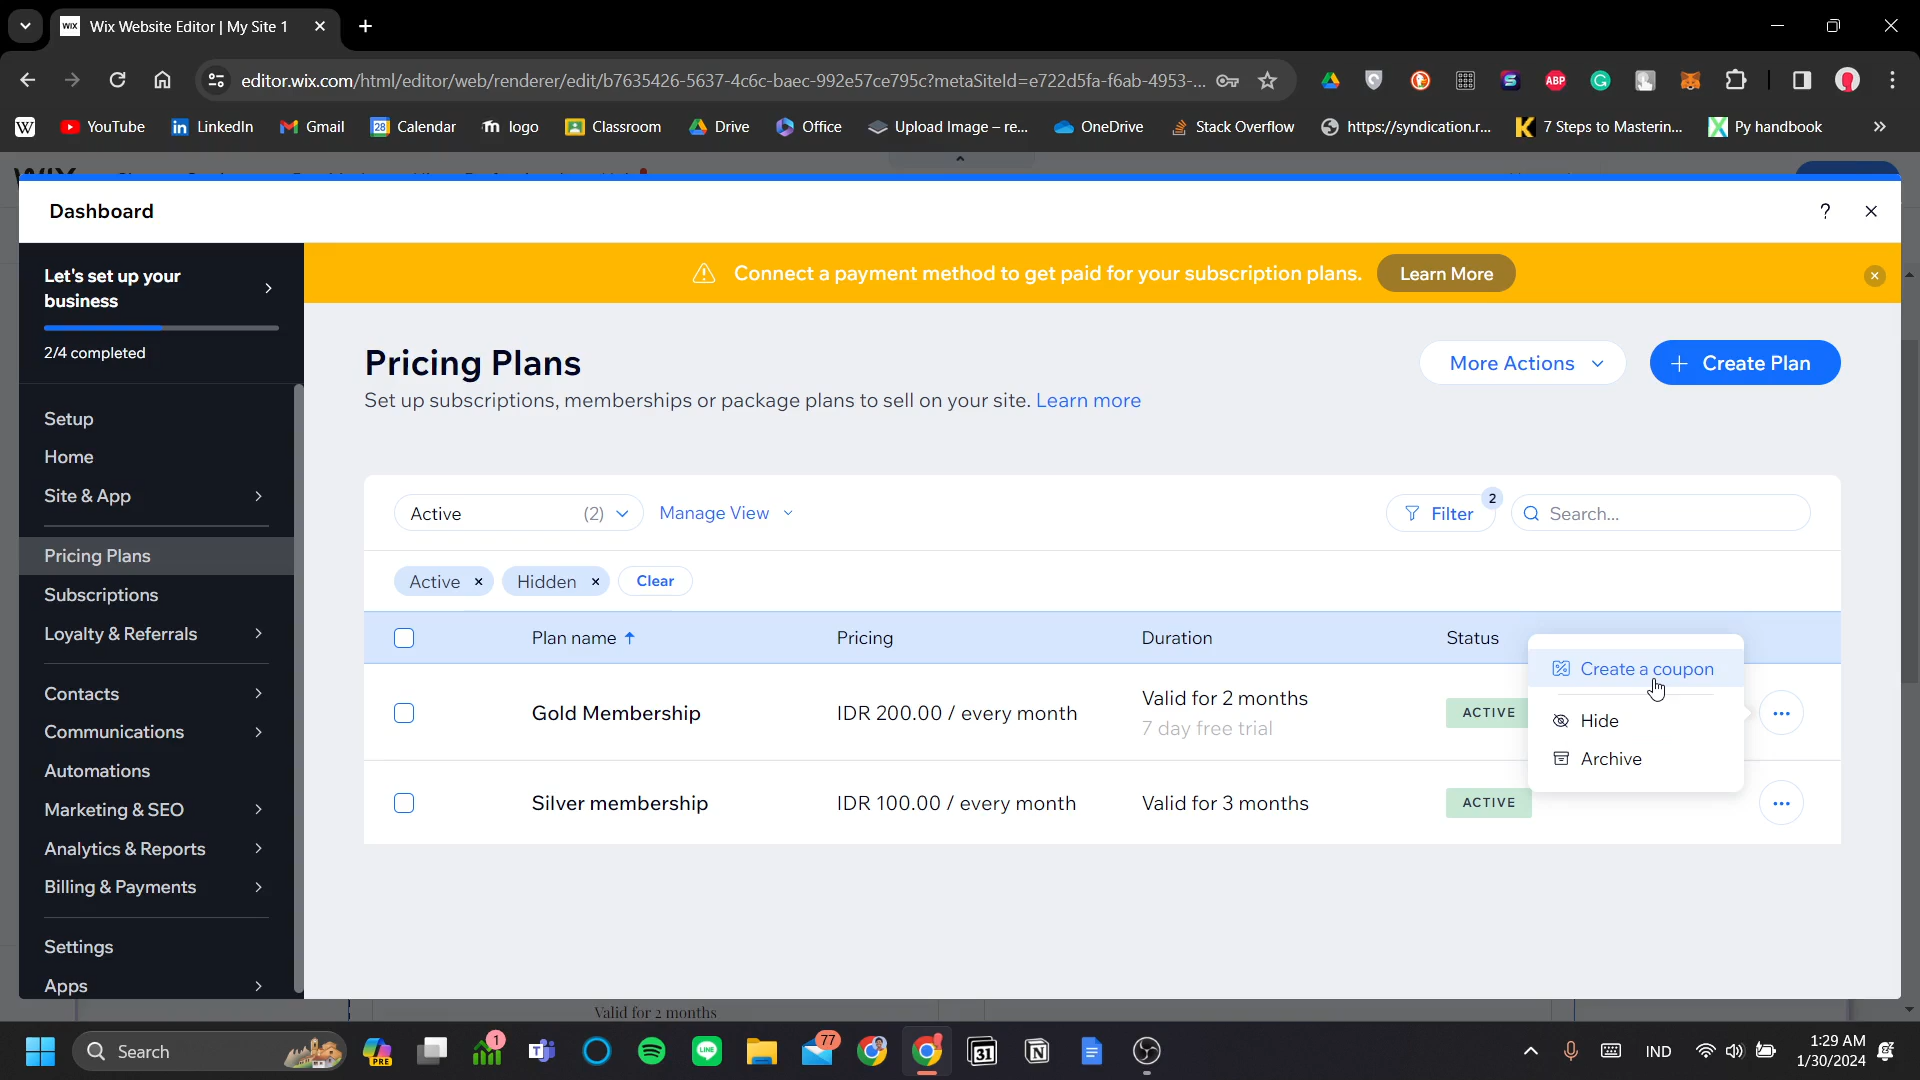 WIX Wix Website Editor | My Site 1
editor.wix.com/html/editor/web/renderer/edit/b7635426-5637-4c6c-baec-992e57ce795c?metaSiteId=e722d5fa-f6ab-4953-...
ABP
W YouTube LinkedIn Gmail 28 Calendar m logo Classroom Drive Office Upload Image – re... OneDrive Stack Overflow https://syndication.r... K 7 Steps to Masterin... Py handbook »
Dashboard ?
Let's set up your
business
2/4 completed
Connect a payment method to get paid for your subscription plans. Learn More
Setup
Home
Site & App
Pricing Plans
Subscriptions
Loyalty & Referrals
Contacts
Communications
Automations
Marketing & SEO
Analytics & Reports
Billing & Payments
Settings
Apps
Pricing Plans
More Actions
+ Create Plan
Set up subscriptions, memberships or package plans to sell on your site. Learn more
Active (2) Manage View Filter 2 Search...
Active × Hidden × Clear
Plan name ↑ Pricing Duration Status
Gold Membership IDR 200.00 / every month Valid for 2 months ACTIVE
7 day free trial
Create a coupon
Hide
Archive
Silver membership IDR 100.00 / every month Valid for 3 months ACTIVE
Valid for 2 months
Search PRE 1 LINE 77 31 IND 1:29 AM
1/30/2024